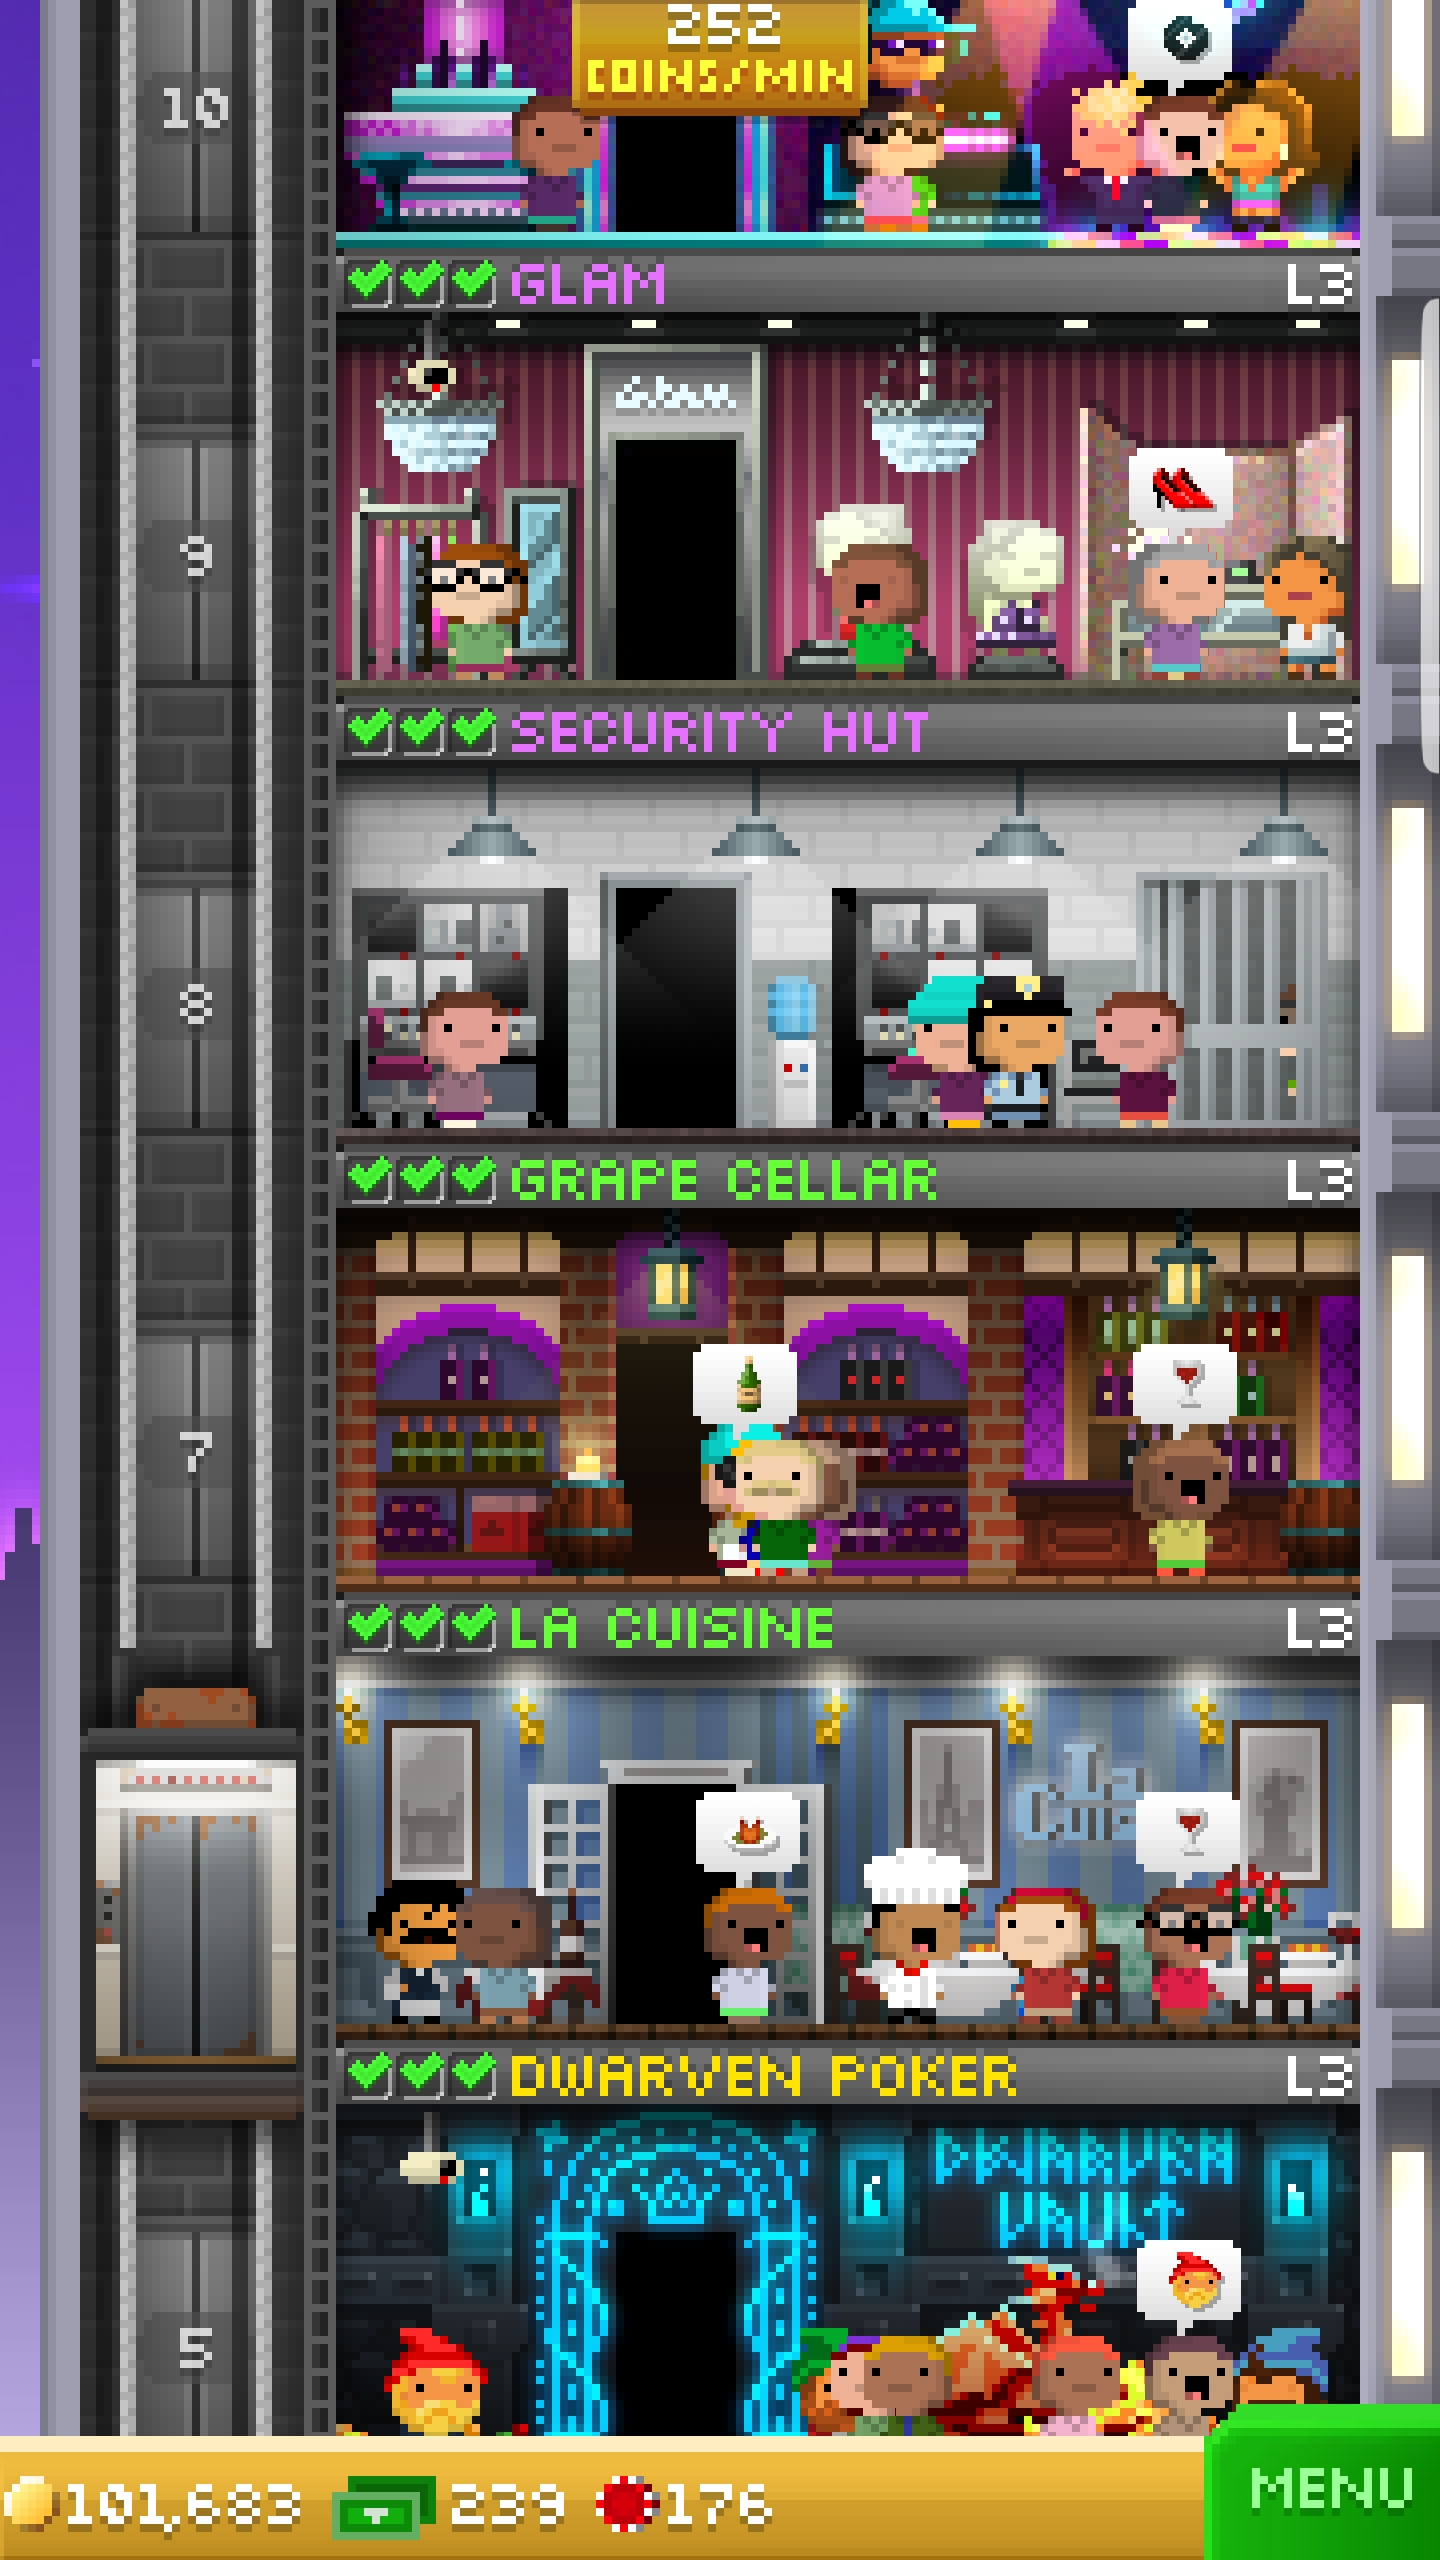 252
COINS/MIN
10
GLAM L3
Glam
9
SECURITY HUT L3
8
GRAPE CELLAR L3
7
LA CUISINE L3
La
DWARVEN POKER L3
DWARVEN
VAULT
5
101,683 239 176
MENU